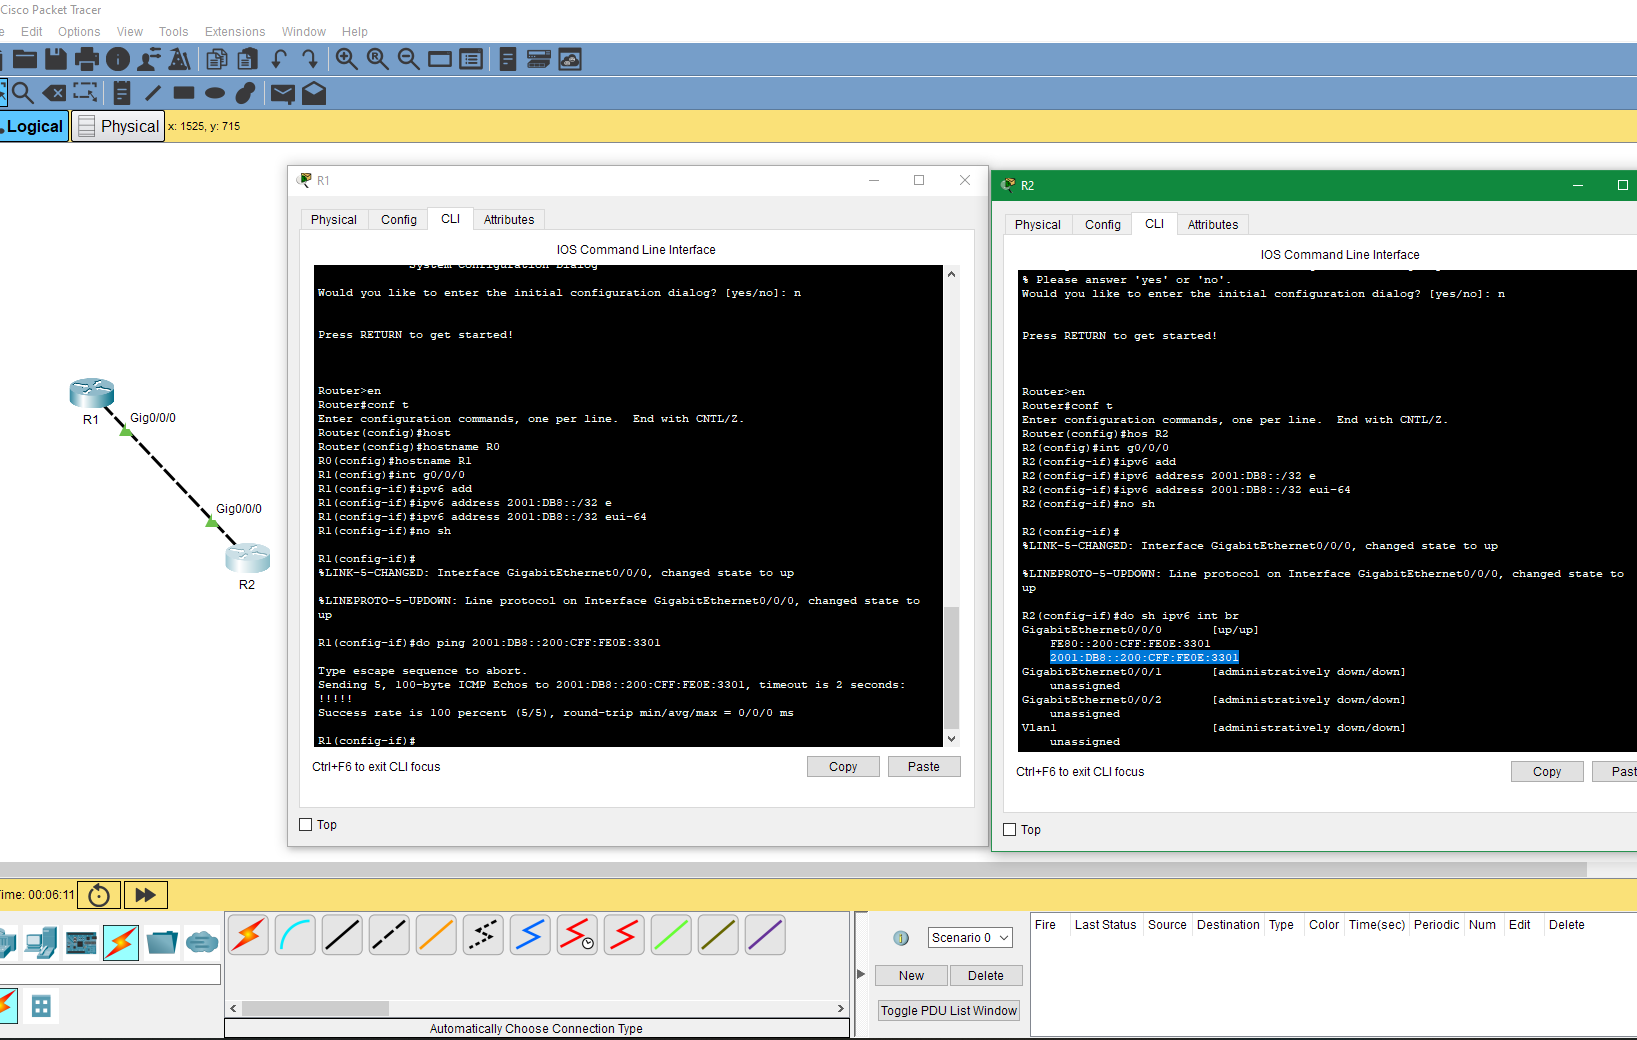 Cisco Packet Tracer
Edit Options View Tools Extensions Window Help
Logical Physical x: 1525, y: 715
R1
Physical Config CLI Attributes
IOS Command Line Interface
System Configuration Dialog
Would you like to enter the initial configuration dialog? [yes/no]: n
Press RETURN to get started!
Router>en
Router#conf t
Enter configuration commands, one per line.  End with CNTL/Z.
Router(config)#host
Router(config)#hostname R0
R0(config)#hostname R1
R1(config)#int g0/0/0
R1(config-if)#ipv6 add
R1(config-if)#ipv6 address 2001:DB8::/32 e
R1(config-if)#ipv6 address 2001:DB8::/32 eui-64
R1(config-if)#no sh
R1(config-if)#
%LINK-5-CHANGED: Interface GigabitEthernet0/0/0, changed state to up
%LINEPROTO-5-UPDOWN: Line protocol on Interface GigabitEthernet0/0/0, changed state to
up
R1(config-if)#do ping 2001:DB8::200:CFF:FE0E:3301
Type escape sequence to abort.
Sending 5, 100-byte ICMP Echos to 2001:DB8::200:CFF:FE0E:3301, timeout is 2 seconds:
!!!!!
Success rate is 100 percent (5/5), round-trip min/avg/max = 0/0/0 ms
R1(config-if)#
Ctrl+F6 to exit CLI focus
Copy Paste
Top
R2
Physical Config CLI Attributes
IOS Command Line Interface
% Please answer 'yes' or 'no'.
Would you like to enter the initial configuration dialog? [yes/no]: n
Press RETURN to get started!
Router>en
Router#conf t
Enter configuration commands, one per line.  End with CNTL/Z.
Router(config)#hos R2
R2(config)#int g0/0/0
R2(config-if)#ipv6 add
R2(config-if)#ipv6 address 2001:DB8::/32 e
R2(config-if)#ipv6 address 2001:DB8::/32 eui-64
R2(config-if)#no sh
R2(config-if)#
%LINK-5-CHANGED: Interface GigabitEthernet0/0/0, changed state to up
%LINEPROTO-5-UPDOWN: Line protocol on Interface GigabitEthernet0/0/0, changed state to
up
R2(config-if)#do sh ipv6 int br
GigabitEthernet0/0/0 [up/up]
FE80::200:CFF:FE0E:3301
2001:DB8::200:CFF:FE0E:3301
GigabitEthernet0/0/1 [administratively down/down]
unassigned
GigabitEthernet0/0/2 [administratively down/down]
unassigned
Vlan1 [administratively down/down]
unassigned
Ctrl+F6 to exit CLI focus
Copy
Top
R1
Gig0/0/0
Gig0/0/0
R2
00:06:11
Scenario 0
New Delete
Toggle PDU List Window
Automatically Choose Connection Type
Fire Last Status Source Destination Type Color Time(sec) Periodic Num Edit Delete